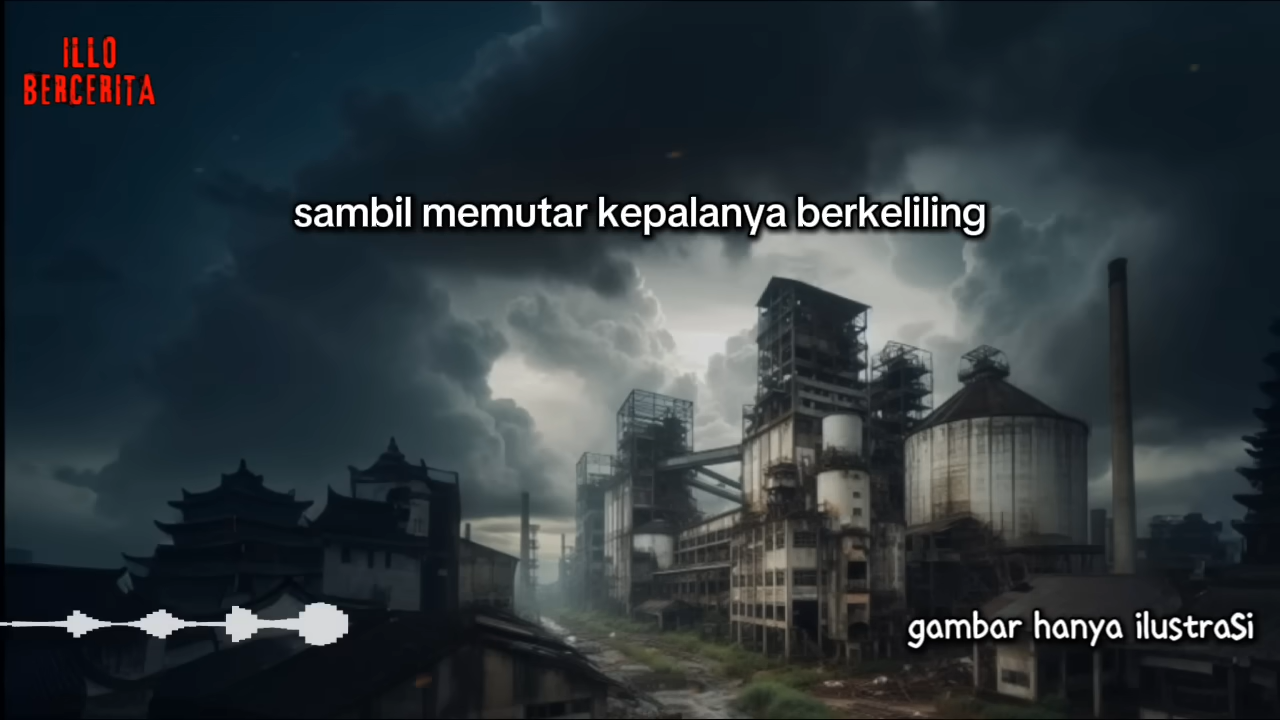 ILLO
BERCERITA
sambil memutar kepalanya berkeliling
gambar hanya ilustraSi